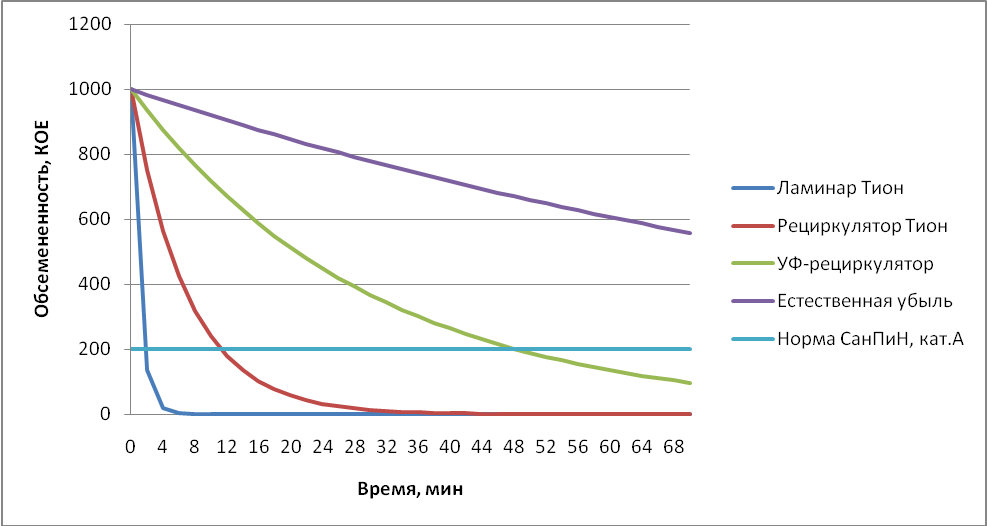 1200
1000
800
600
400
200
0
0 4 8 12 16 20 24 28 32 36 40 44 48 52 56 60 64 68
Обсемененность, КОЕ
Время, мин
Ламинар Тион
Рециркулятор Тион
УФ-рециркулятор
Естественная убыль
Норма СанПиН, кат.А